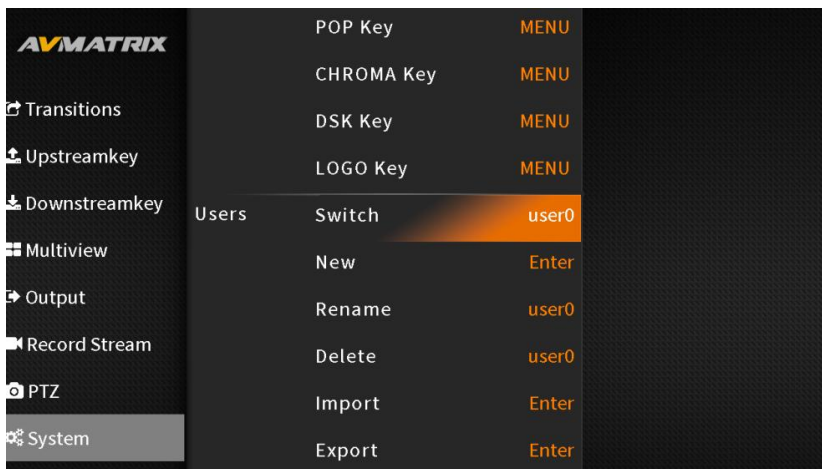 AVMATRIX
Transitions
Upstreamkey
Downstreamkey
Multiview
Output
Record Stream
PTZ
System
POP Key MENU
CHROMA Key MENU
DSK Key MENU
LOGO Key MENU
Users Switch user0
New Enter
Rename user0
Delete user0
Import Enter
Export Enter